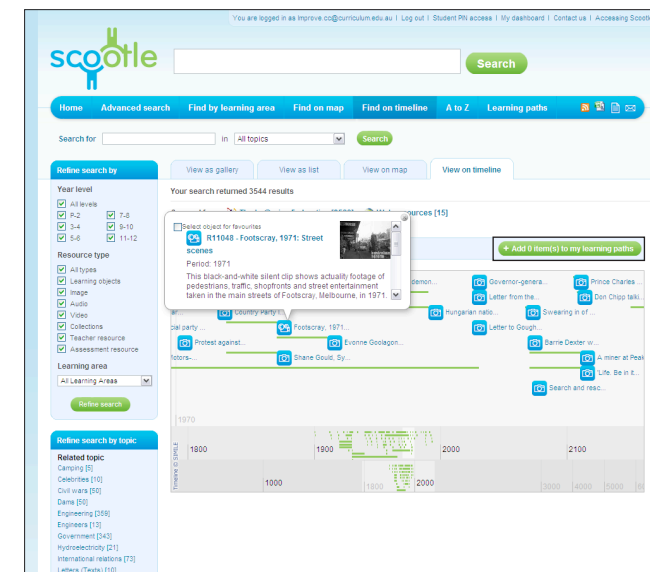 You are logged in as improve.cc@curriculum.edu.au | Log out | Student PIN access | My dashboard | Contact us | Accessing Scootle
scootle
Search
Home Advanced search Find by learning area Find on map Find on timeline A to Z Learning paths
Search for in All topics Search
Refine search by
View as gallery View as list View on map View on timeline
Year level
Your search returned 3544 results
All levels
P-2 7-8
3-4 9-10
5-6 11-12
[15]
Select object for favourites
R11048 - Footscray, 1971: Street
scenes
Period: 1971
This black-and-white silent clip shows actuality footage of
pedestrians, traffic, shopfronts and street entertainment
taken in the main streets of Footscray, Melbourne, in 1971.
+ Add 0 item(s) to my learning paths
Resource type
All types
Learning objects
Image
Audio
Video
Collections
Teacher resource
Assessment resource
Learning area
All Learning Areas
Refine search
demon... Governor-genera... Prince Charles ...
Letter from the... Don Chipp talki...
Country Party Hungarian natio... Swearing in of ...
cial party ... Footscray, 1971... Letter to Gough...
Protest against... Evonne Goolagon... Barrie Dexter w...
Motors-... Shane Gould, Sy... A miner at Peak
'Life. Be in it...
Search and resc...
1970
Timeline © SIMILE
1800 1900 2000 2100
1000 1800 2000 3000 4000 5000
Refine search by topic
Related topic
Camping [5]
Celebrities [10]
Civil wars [50]
Dams [50]
Engineering [359]
Engineers [13]
Government [343]
Hydroelectricity [21]
International relations [73]
Letters (Texts) [10]